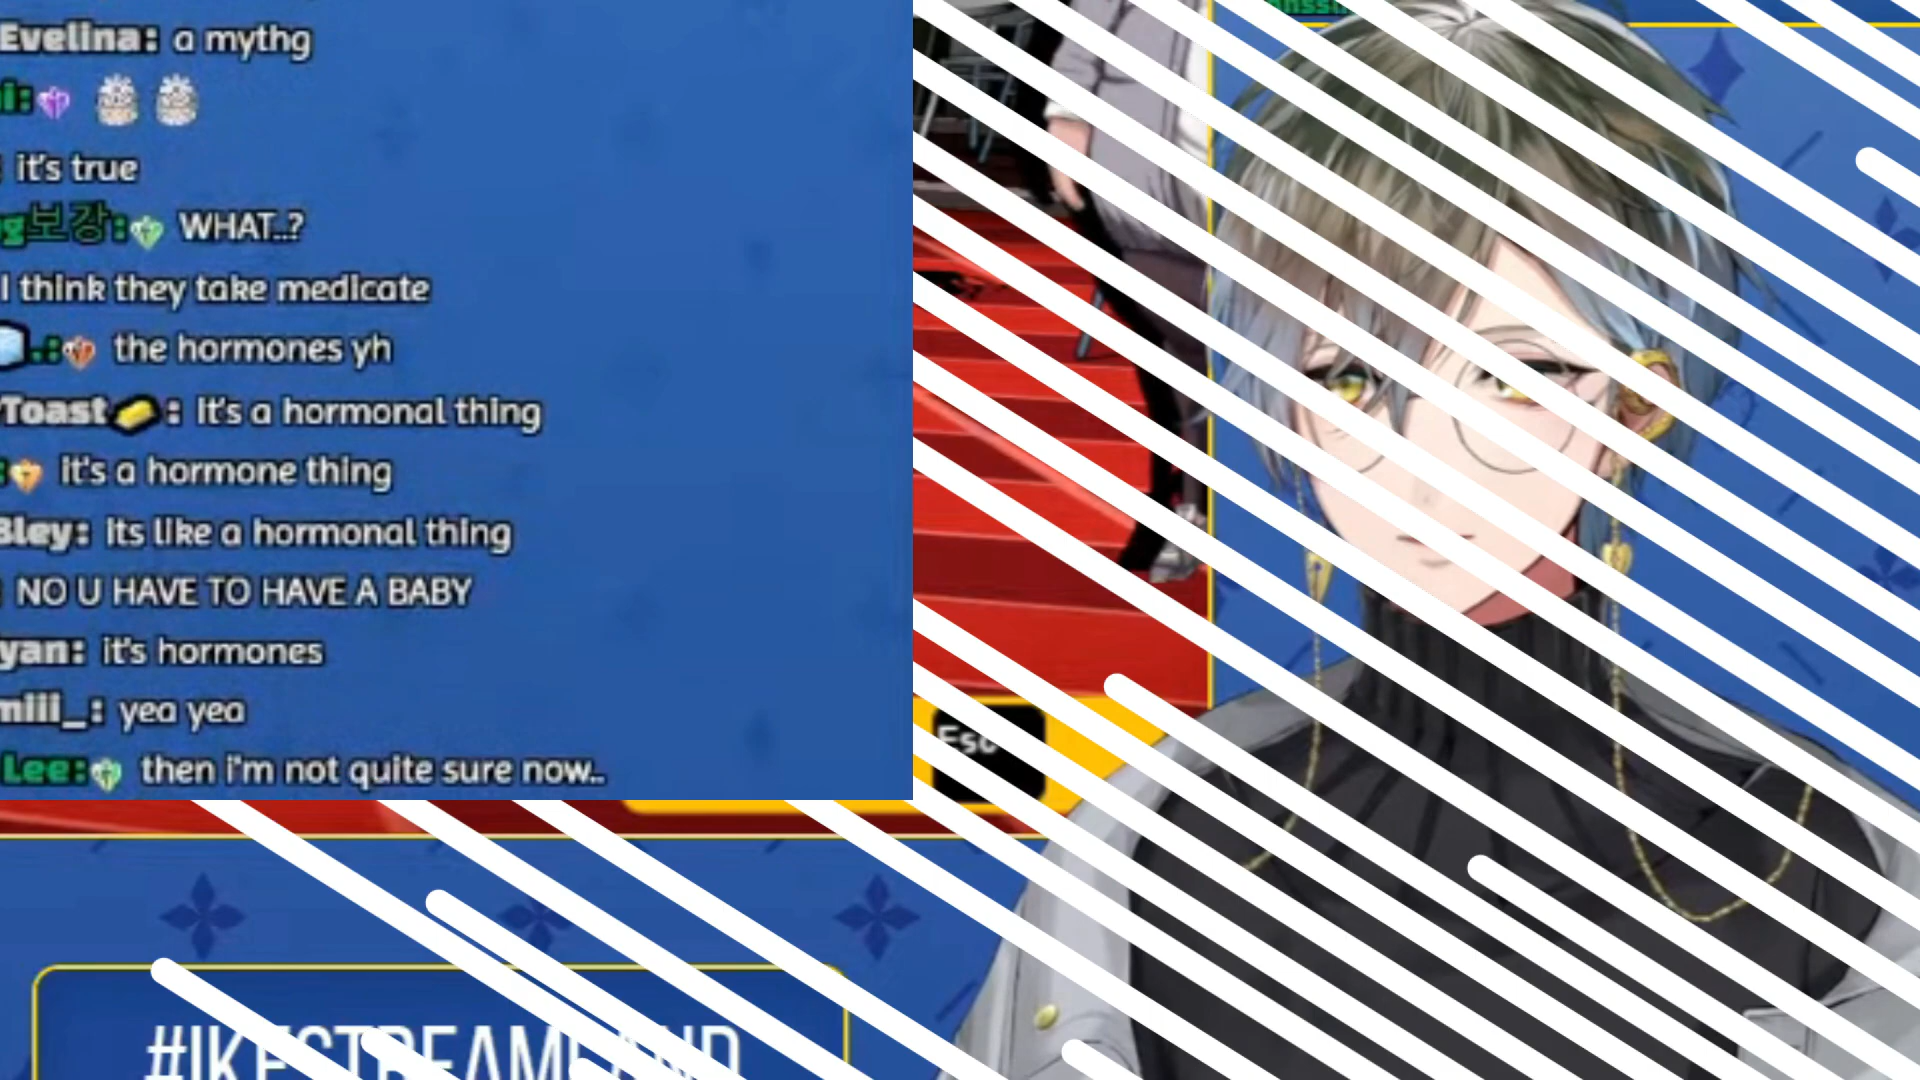 Evelina: a mythg
i:
it's true
g보강: WHAT..?
I think they take medicate
.: the hormones yh
Toast: It's a hormonal thing
: it's a hormone thing
Bley: Its like a hormonal thing
: NO U HAVE TO HAVE A BABY
yan: it's hormones
miii_: yea yea
Lee: then i'm not quite sure now..
Esc